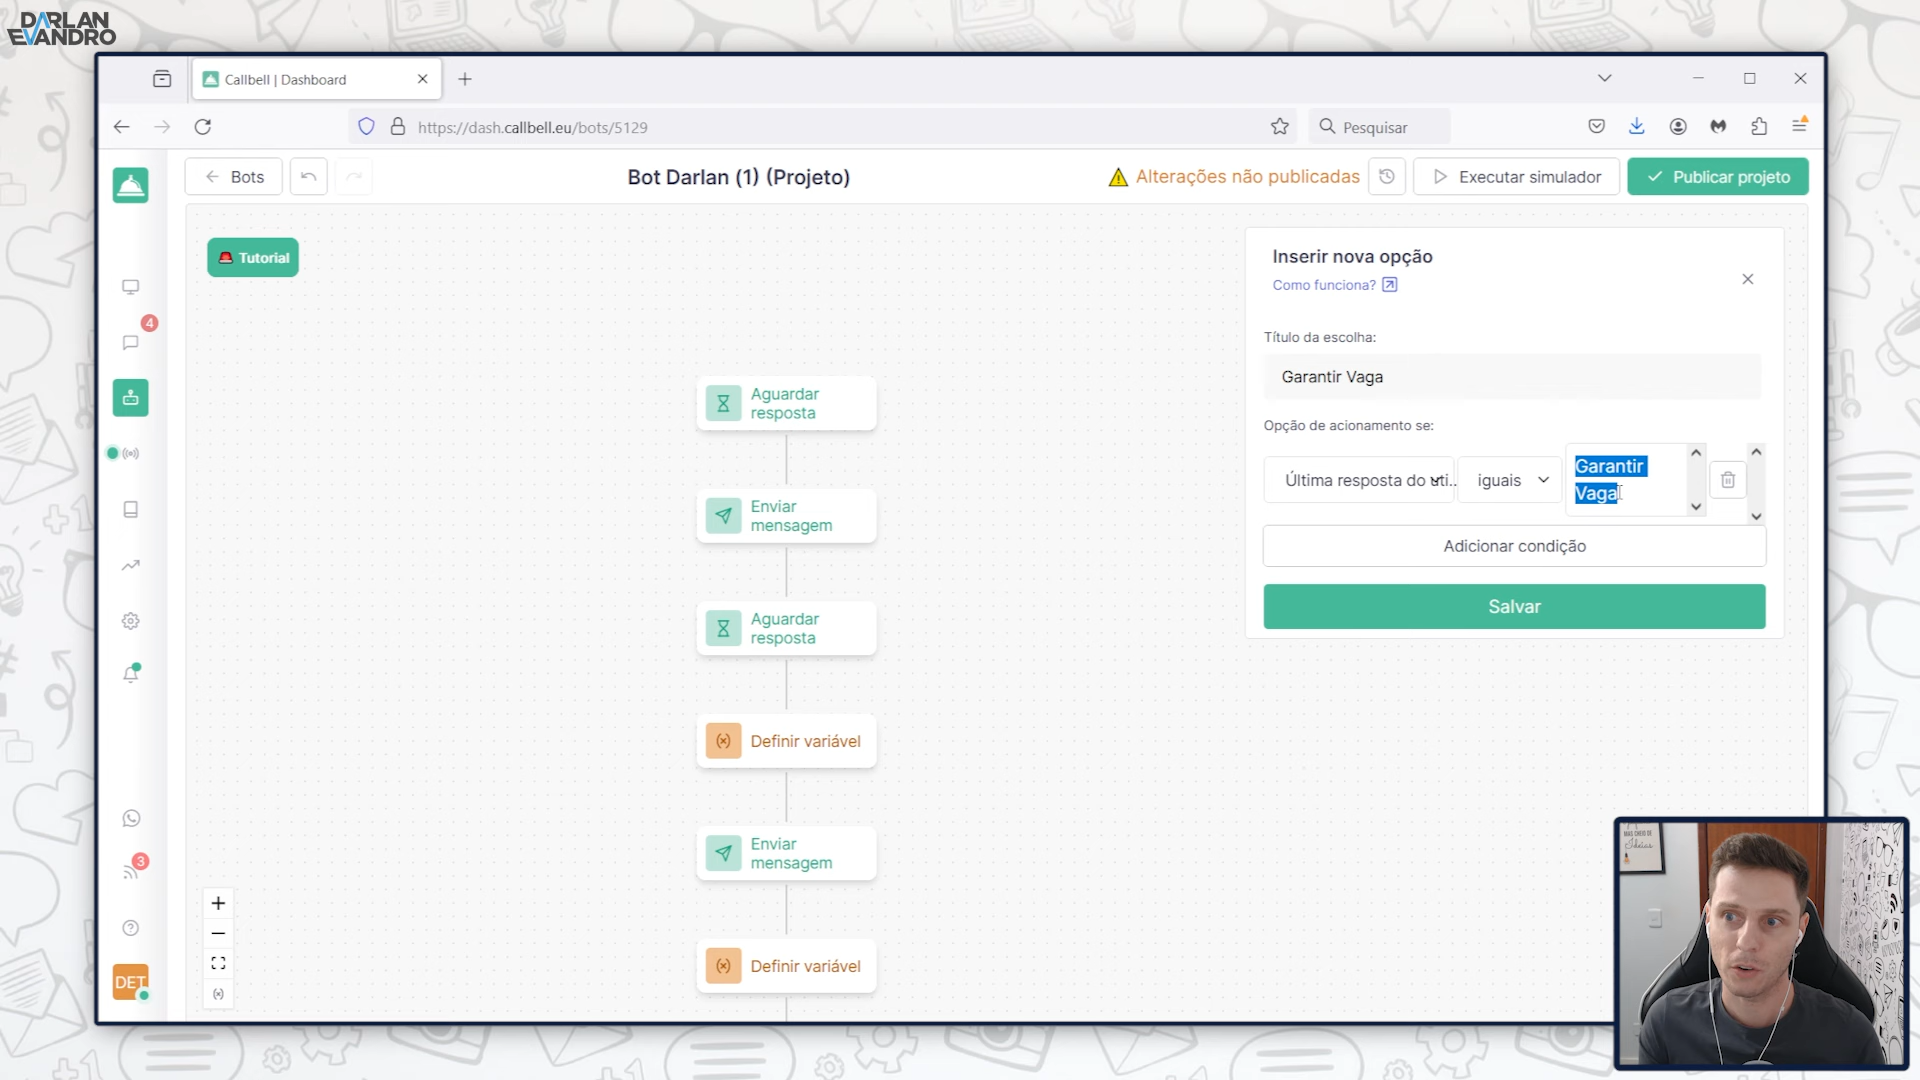 DARLAN
EVANDRO
Callbell | Dashboard
https://dash.callbell.eu/bots/5129
Pesquisar
Bots
Bot Darlan (1) (Projeto)
Alterações não publicadas
Executar simulador
Publicar projeto
Tutorial
Inserir nova opção
Como funciona?
Título da escolha:
Garantir Vaga
Opção de acionamento se:
Última resposta do uti...
iguais
Garantir
Vaga
Adicionar condição
Salvar
4
Aguardar
resposta
Enviar
mensagem
Aguardar
resposta
Definir variável
Enviar
mensagem
Definir variável
3
DET